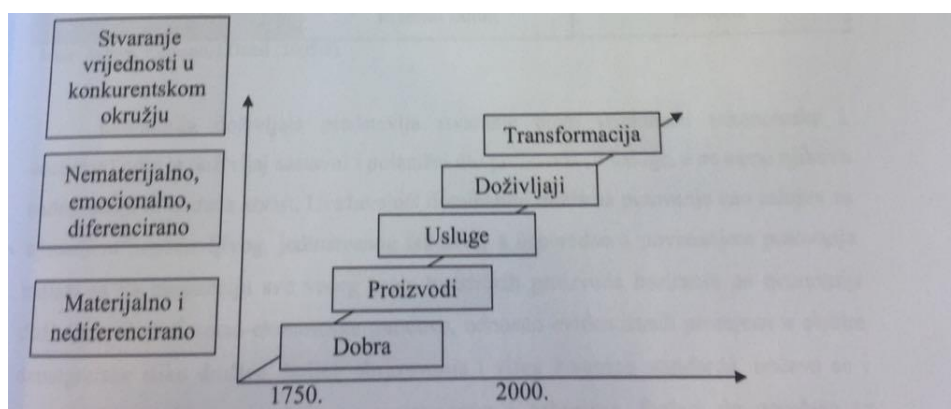 Stvaranje
vrijednosti u
konkurentskom
okružju
Nematerijalno,
emocionalno,
diferencirano
Materijalno i
nediferencirano
Transformacija
Doživljaji
Usluge
Proizvodi
Dobra
1750.
2000.